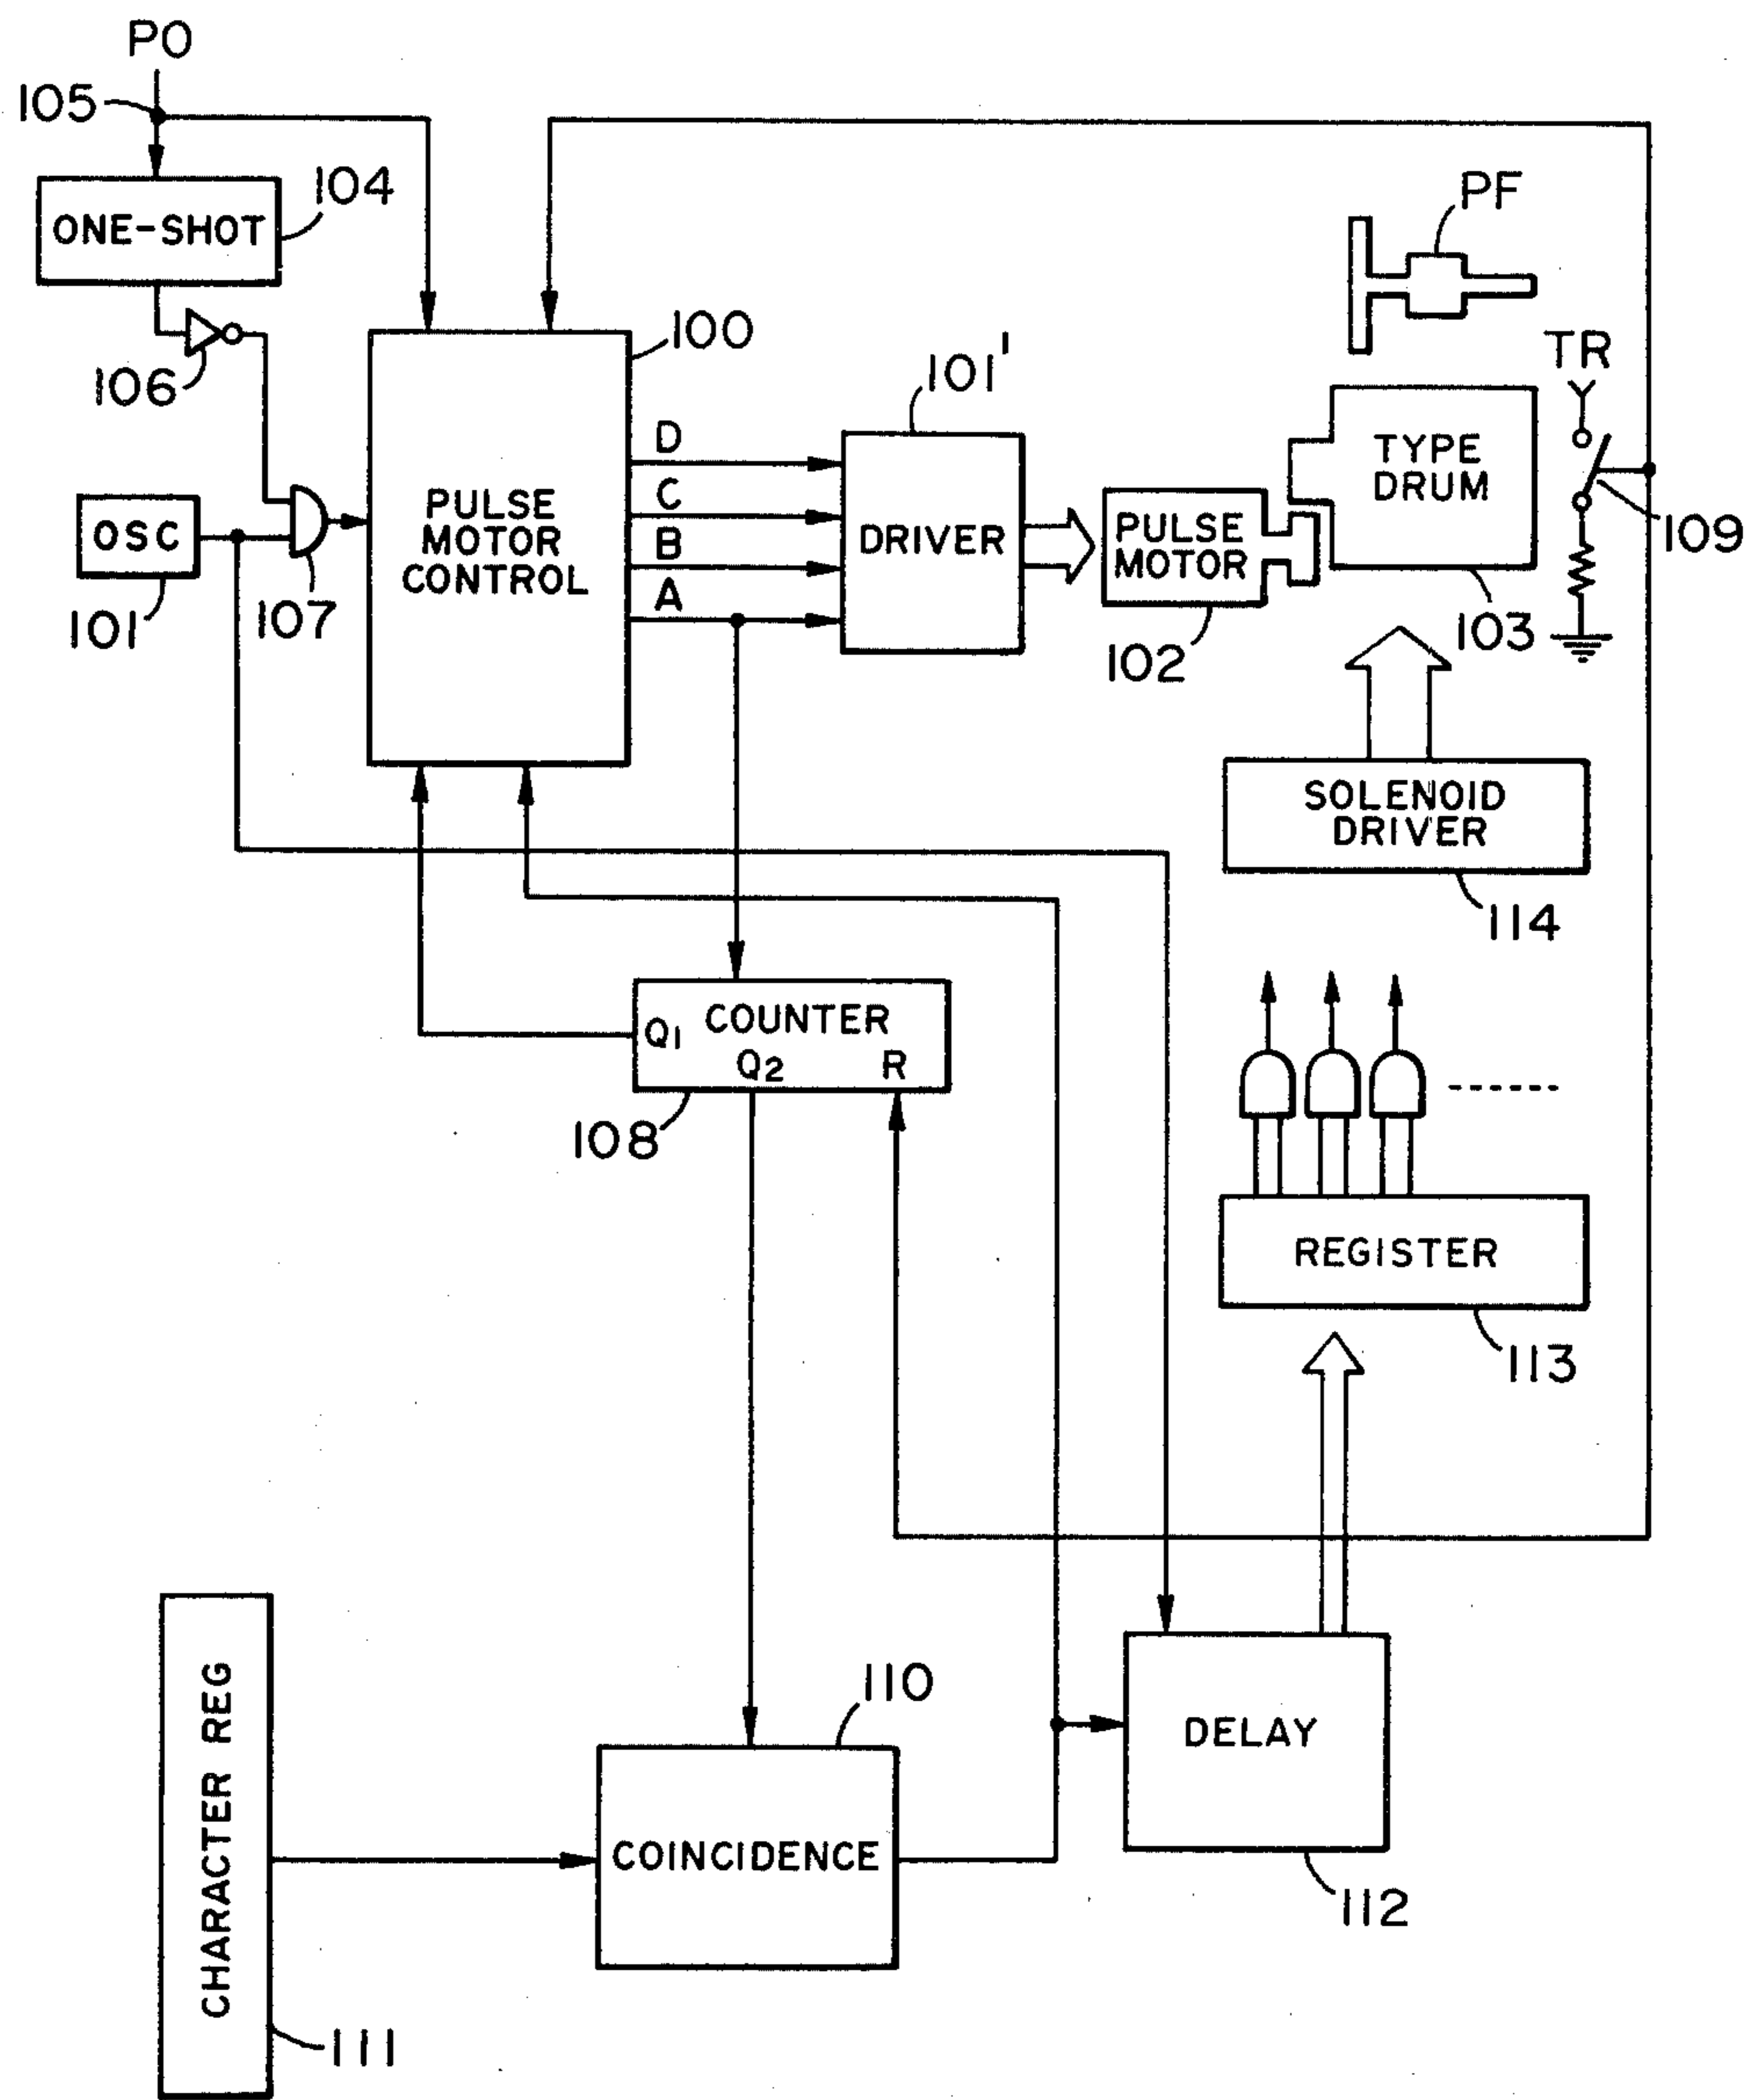 PO
105
104
ONE-SHOT
PF
106
100
101'
TR
D
TYPE
DRUM
C
PULSE
MOTOR
CONTROL
OSC
DRIVER
PULSE
MOTOR
B
109
A
101
107
102
103
SOLENOID
DRIVER
114
COUNTER
Q1
Q2
R
108
REGISTER
113
110
CHARACTER REG
DELAY
COINCIDENCE
112
111